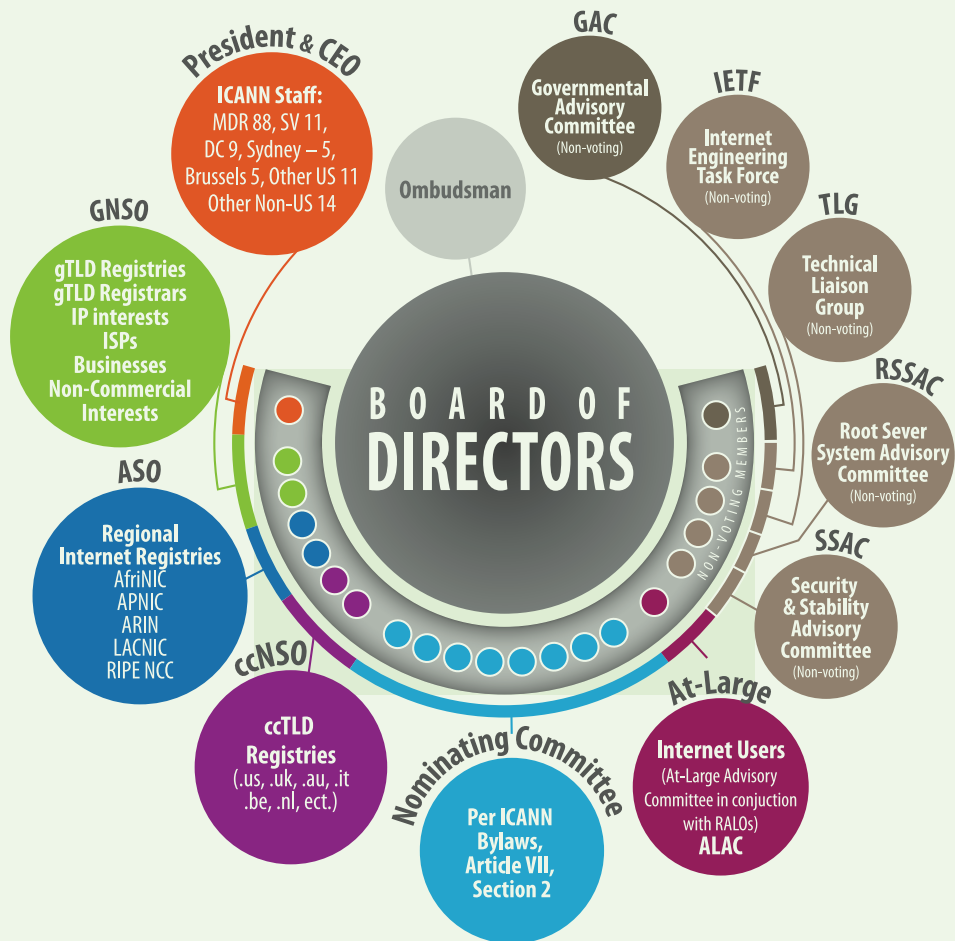 President & CEO
ICANN Staff:
MDR 88, SV 11,
DC 9, Sydney – 5,
Brussels 5, Other US 11
Other Non-US 14
Ombudsman
GAC
Governmental
Advisory
Committee
(Non-voting)
IETF
Internet
Engineering
Task Force
(Non-voting)
TLG
Technical
Liaison
Group
(Non-voting)
GNSO
gTLD Registries
gTLD Registrars
IP interests
ISPs
Businesses
Non-Commercial
Interests
BOARD OF
DIRECTORS
NON-VOTING MEMBERS
RSSAC
Root Sever
System Advisory
Committee
(Non-voting)
ASO
Regional
Internet Registries
AfriNIC
APNIC
ARIN
LACNIC
RIPE NCC
SSAC
Security
& Stability
Advisory
Committee
(Non-voting)
ccNSO
ccTLD
Registries
(.us, .uk, .au, .it
.be, .nl, ect.)
Nominating Committee
Per ICANN
Bylaws,
Article VII,
Section 2
At-Large
Internet Users
(At-Large Advisory
Committee in conjuction
with RALOs)
ALAC